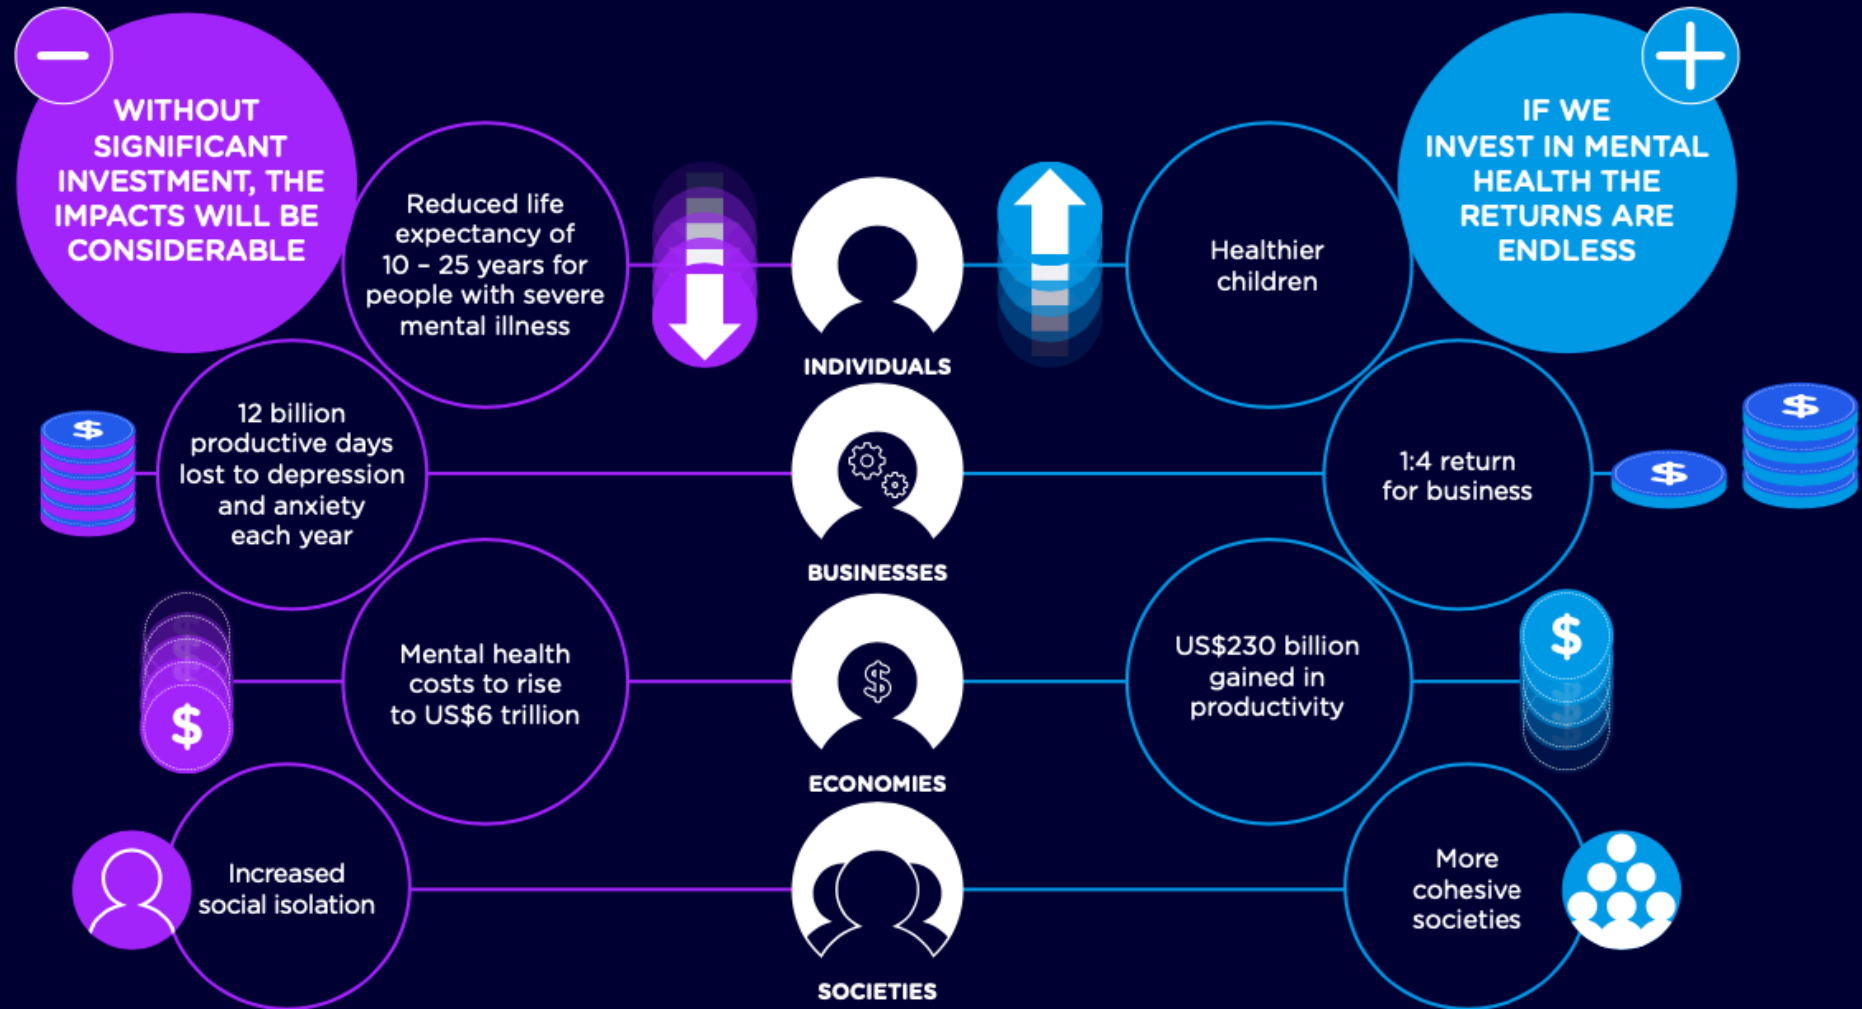 WITHOUT
SIGNIFICANT
INVESTMENT, THE
IMPACTS WILL BE
CONSIDERABLE
IF WE
INVEST IN MENTAL
HEALTH THE
RETURNS ARE
ENDLESS
Reduced life
expectancy of
10 – 25 years for
people with severe
mental illness
INDIVIDUALS
Healthier
children
$
12 billion
productive days
lost to depression
and anxiety
each year
BUSINESSES
1:4 return
for business
$
$
$
Mental health
costs to rise
to US$6 trillion
$
ECONOMIES
US$230 billion
gained in
productivity
$
Increased
social isolation
SOCIETIES
More
cohesive
societies